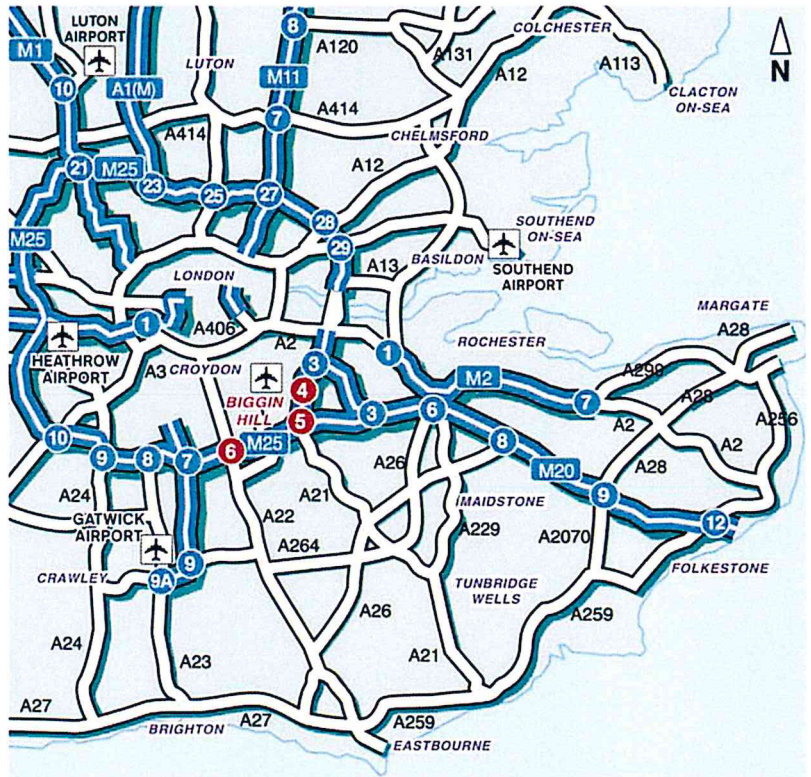 LUTON
AIRPORT
M1
10
A1(M)
LUTON
8
A120
M11
A131
COLCHESTER
A12
A113
CLACTON
ON-SEA
N
7
A414
A414
CHELMSFORD
21
M25
23
25
27
A12
28
29
M25
LONDON
BASILDON
A13
SOUTHEND
ON-SEA
SOUTHEND
AIRPORT
1
A406
A2
HEATHROW
AIRPORT
A3
CROYDON
BIGGIN
HILL
3
4
5
1
ROCHESTER
M2
3
6
7
MARGATE
A28
A299
A28
A2
A2
A256
10
9
8
7
6
M25
8
M20
9
A28
12
FOLKESTONE
A24
GATWICK
AIRPORT
A22
A21
A26
MAIDSTONE
A229
A264
A2070
CRAWLEY
9A
9
TUNBRIDGE
WELLS
A259
A24
A23
A26
A21
A27
BRIGHTON
A27
A259
EASTBOURNE